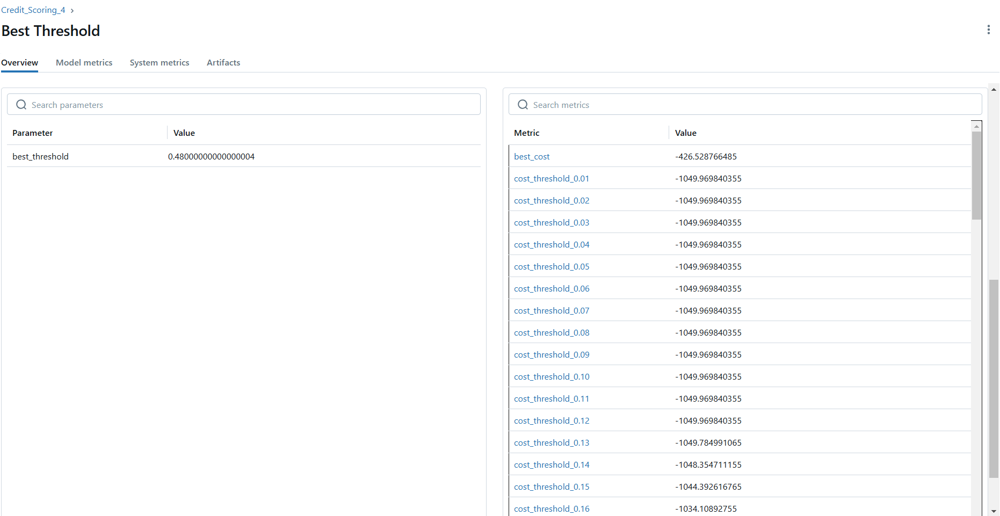 Credit_Scoring_4 ›
Best Threshold
Overview Model metrics System metrics Artifacts
Search parameters
Parameter Value
best_threshold 0.48000000000000004
Search metrics
Metric Value
best_cost -426.528766485
cost_threshold_0.01 -1049.969840355
cost_threshold_0.02 -1049.969840355
cost_threshold_0.03 -1049.969840355
cost_threshold_0.04 -1049.969840355
cost_threshold_0.05 -1049.969840355
cost_threshold_0.06 -1049.969840355
cost_threshold_0.07 -1049.969840355
cost_threshold_0.08 -1049.969840355
cost_threshold_0.09 -1049.969840355
cost_threshold_0.10 -1049.969840355
cost_threshold_0.11 -1049.969840355
cost_threshold_0.12 -1049.969840355
cost_threshold_0.13 -1049.784991065
cost_threshold_0.14 -1048.354711155
cost_threshold_0.15 -1044.392616765
cost_threshold_0.16 -1034.10892755